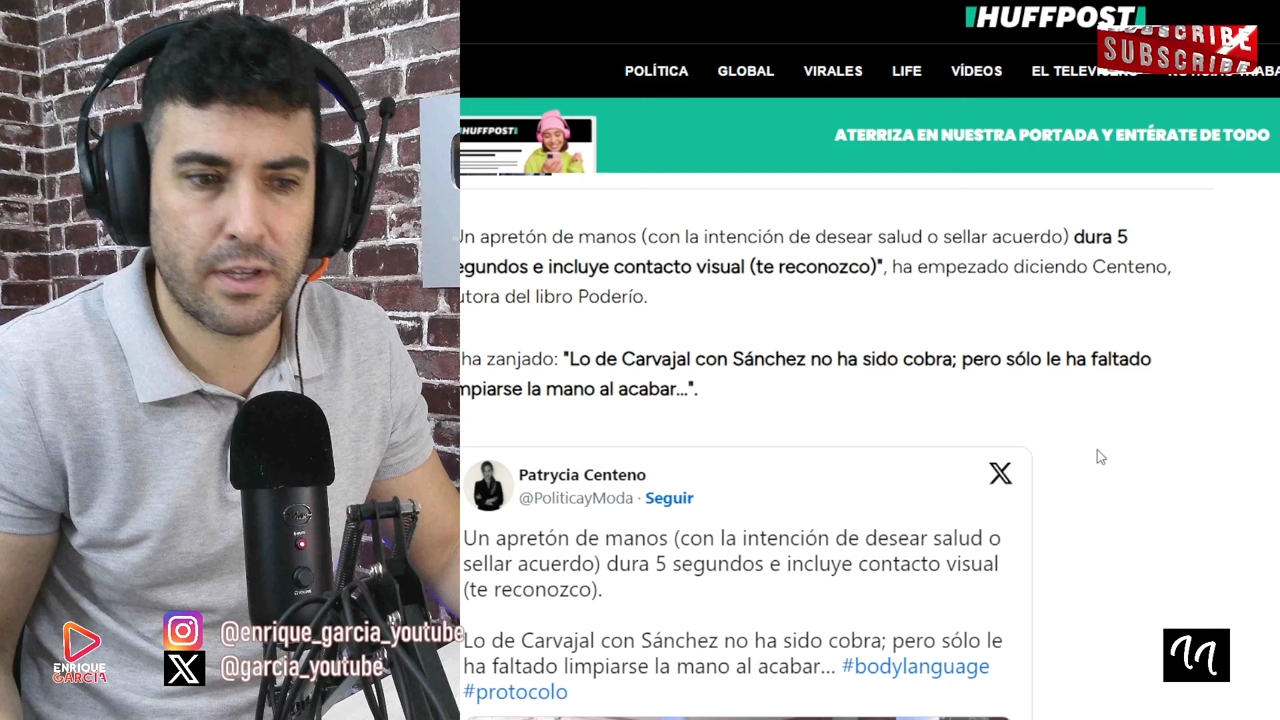 HUFFPOST
SUBSCRIBE
SUBSCRIBE
POLÍTICA GLOBAL VIRALES LIFE VÍDEOS EL
HUFFPOST
ATERRIZA EN NUESTRA PORTADA Y ENTÉRATE DE TODO
Un apretón de manos (con la intención de desear salud o sellar acuerdo) dura 5
egundos e incluye contacto visual (te reconozco)", ha empezado diciendo Centeno,
utora del libro Poderío.
ha zanjado: "Lo de Carvajal con Sánchez no ha sido cobra; pero sólo le ha faltado
mpiarse la mano al acabar...".
Patrycia Centeno
@PoliticayModa · Seguir
Un apretón de manos (con la intención de desear salud o
sellar acuerdo) dura 5 segundos e incluye contacto visual
(te reconozco).
Lo de Carvajal con Sánchez no ha sido cobra; pero sólo le
ha faltado limpiarse la mano al acabar... #bodylanguage
#protocolo
@enrique_garcia_youtube
@garcia_youtube
ENRIQUE
GARCIA